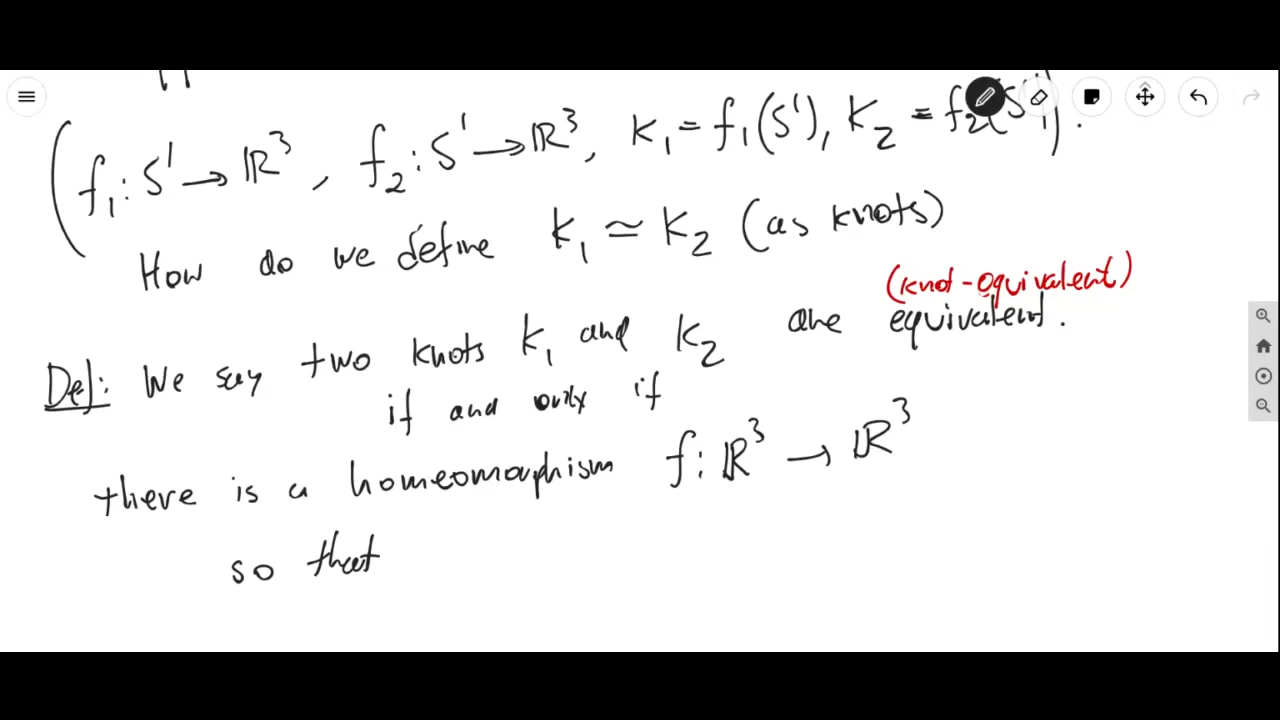 (f₁: S¹ → ℝ³, f₂: S¹ → ℝ³, K₁ = f₁(S¹), K₂ = f₂(S¹)).
How do we define K₁ ≃ K₂ (as knots)
(knot-equivalent)
Def: We say two knots K₁ and K₂ are equivalent.
if and only if
there is a homeomorphism f: ℝ³ → ℝ³
so that